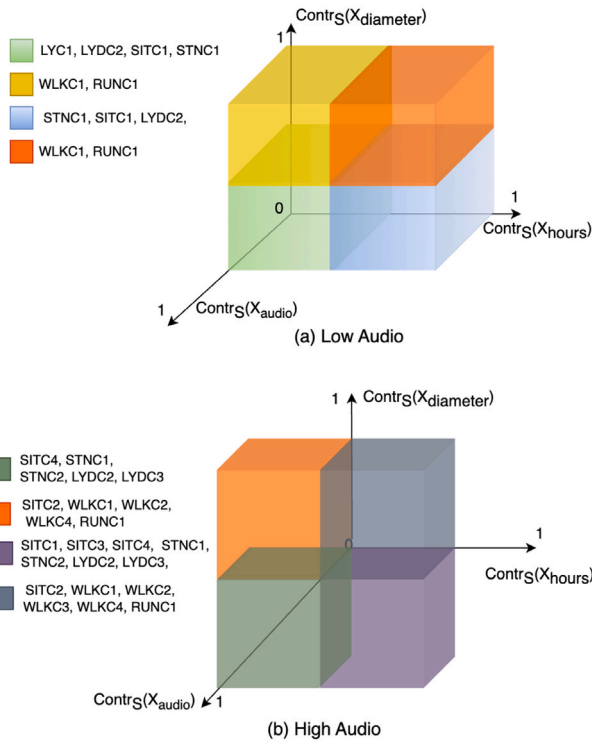 Contr_S(X_diameter)
1
LYC1, LYDC2, SITC1, STNC1
WLKC1, RUNC1
STNC1, SITC1, LYDC2,
WLKC1, RUNC1
0
1
Contr_S(X_hours)
1
Contr_S(X_audio)
(a) Low Audio
1
Contr_S(X_diameter)
SITC4, STNC1,
STNC2, LYDC2, LYDC3
SITC2, WLKC1, WLKC2,
WLKC4, RUNC1
SITC1, SITC3, SITC4, STNC1,
STNC2, LYDC2, LYDC3,
SITC2, WLKC1, WLKC2,
WLKC3, WLKC4, RUNC1
0
1
Contr_S(X_hours)
Contr_S(X_audio)
1
(b) High Audio